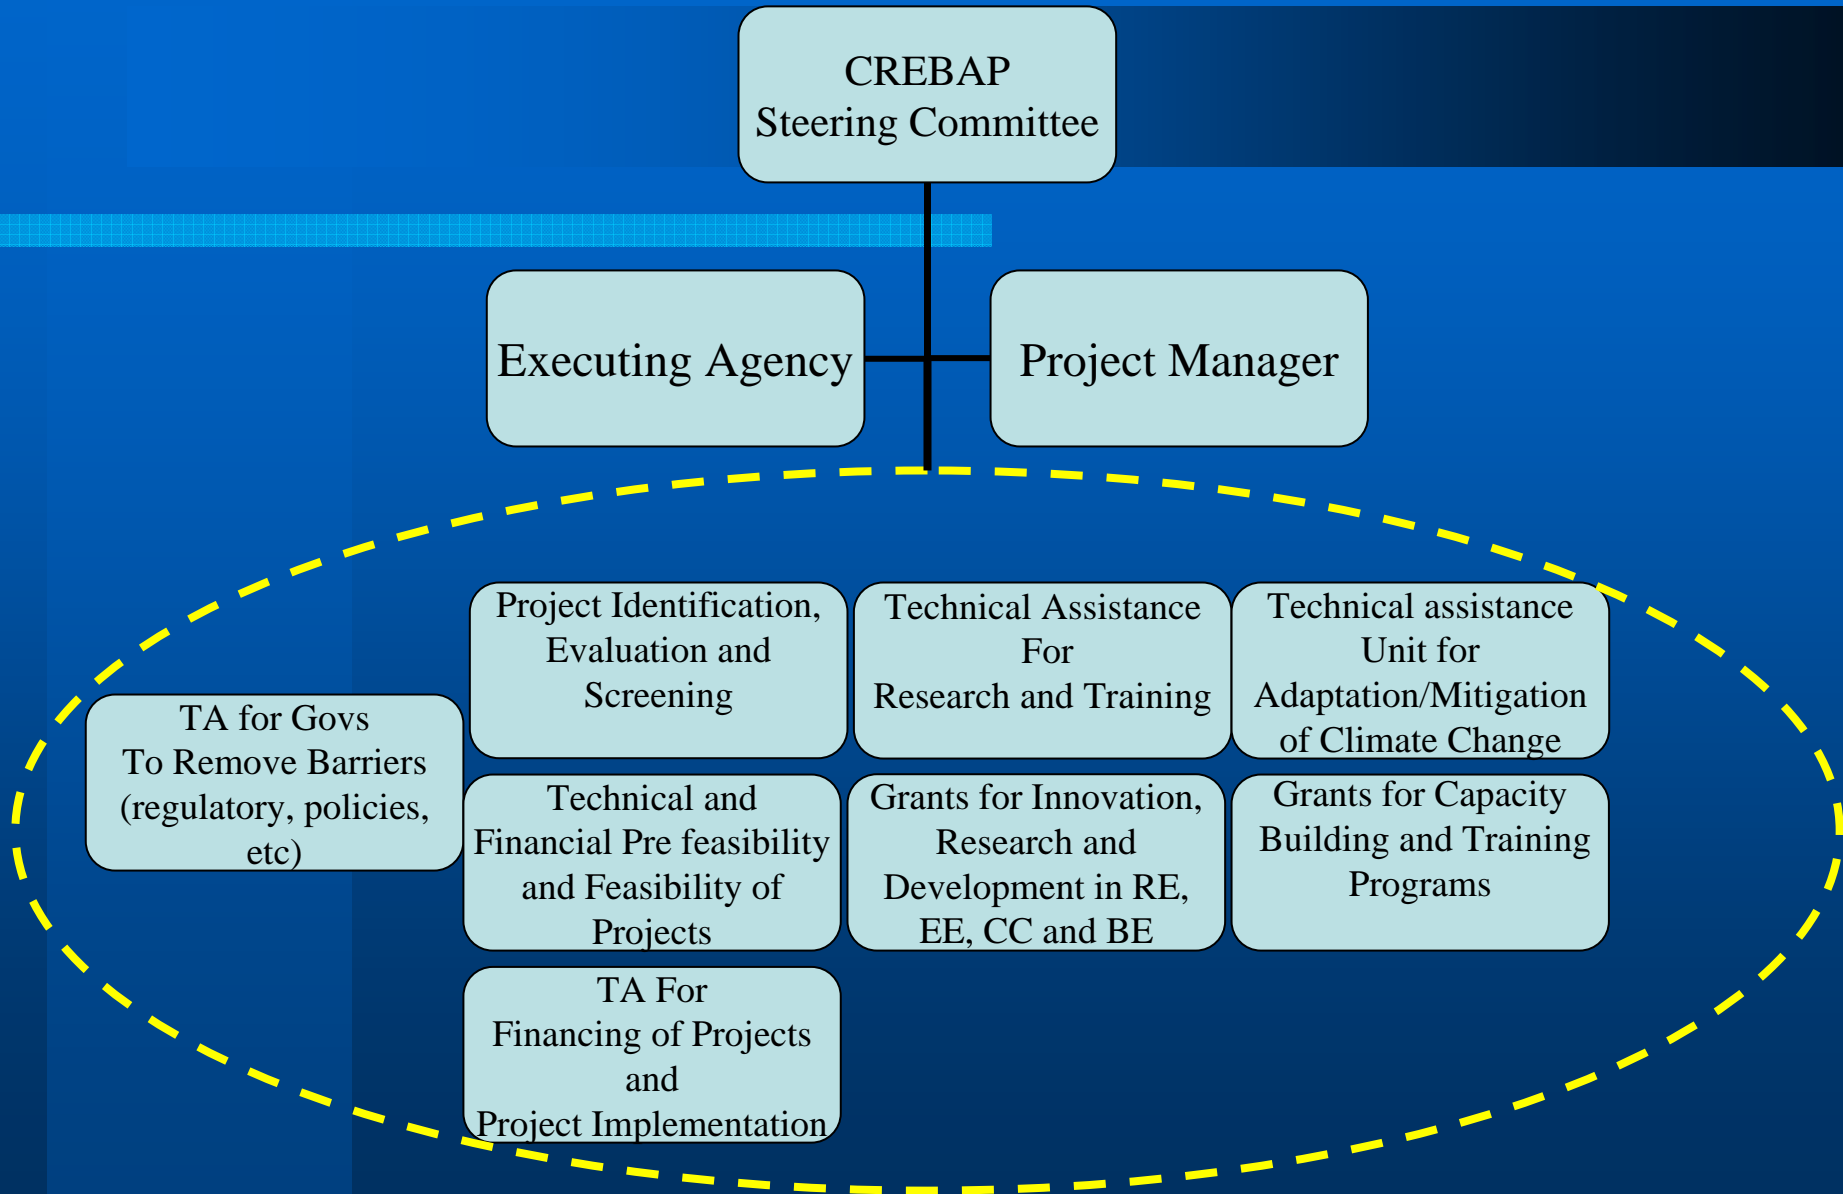 CREBAP
Steering Committee
Executing Agency
Project Manager
TA for Govs
To Remove Barriers
(regulatory, policies,
etc)
Project Identification,
Evaluation and
Screening
Technical Assistance
For
Research and Training
Technical assistance
Unit for
Adaptation/Mitigation
of Climate Change
Technical and
Financial Pre feasibility
and Feasibility of
Projects
Grants for Innovation,
Research and
Development in RE,
EE, CC and BE
Grants for Capacity
Building and Training
Programs
TA For
Financing of Projects
and
Project Implementation